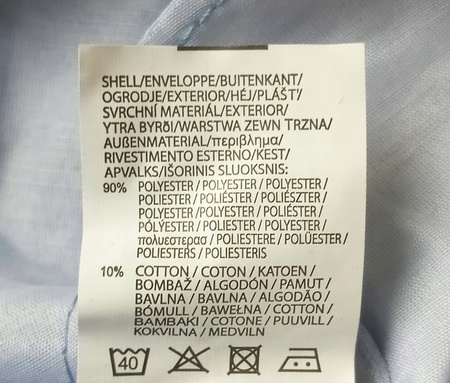 SHELL/ENVELOPPE/BUITENKANT/
OGRODJE/EXTERIOR/HÉJ/PLÁŠŤ/
SVRCHNÍ MATERIÁL/EXTERIOR/
YTRA BYRÐI/WARSTWA ZEWN TRZNA/
AUßENMATERIAL/περιβλημα/
RIVESTIMENTO ESTERNO/KEST/
APVALKS/IŠORINIS SLUOKSNIS:
90% POLYESTER / POLYESTER / POLYESTER /
POLIESTER / POLIÉSTER / POLIÉSZTER /
POLYESTER /POLYESTER / POLIÉSTER /
PÓLÝESTER / POLIESTER / POLYESTER /
πολυεστερασ / POLIESTERE / POLÜESTER /
POLIESTERS / POLIESTERIS
10% COTTON / COTON / KATOEN /
BOMBAŽ / ALGODÓN / PAMUT /
BAVLNA / BAVLNA / ALGODÃO /
BÓMULL / BAWEŁNA / COTTON /
BAMBAKI / COTONE / PUUVILL /
KOKVILNA / MEDVILN
40